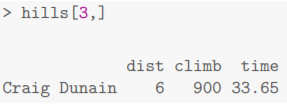 > hills[3,]
dist climb time
Craig Dunain 6 900 33.65